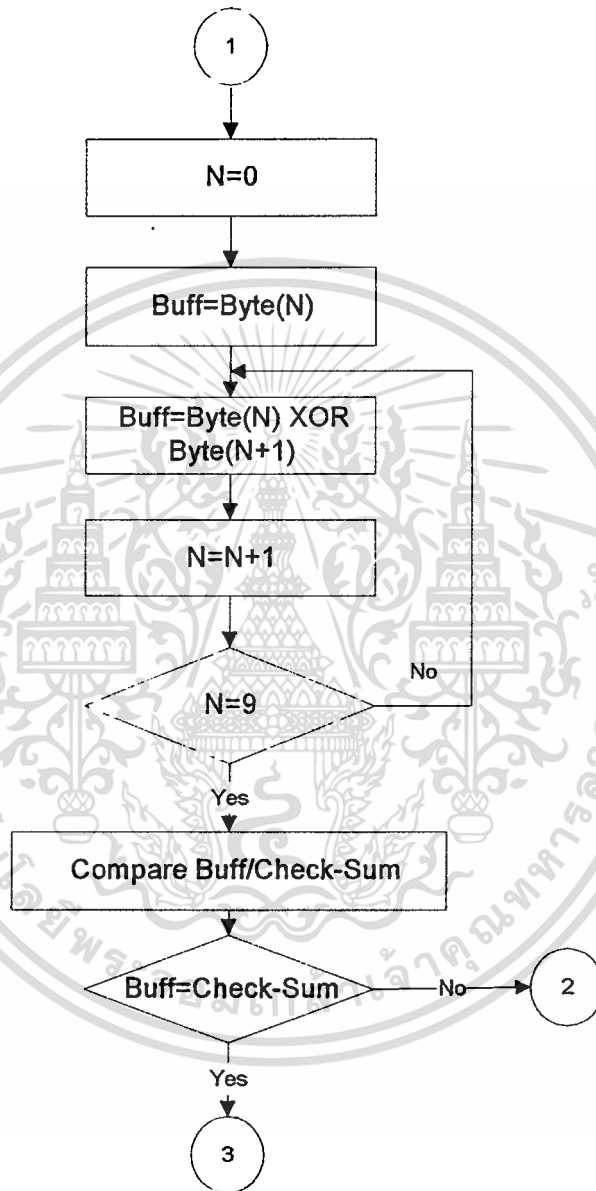 1
N=0
Buff=Byte(N)
Buff=Byte(N) XOR
Byte(N+1)
N=N+1
N=9
No
Yes
Compare Buff/Check-Sum
Buff=Check-Sum
No
2
Yes
3